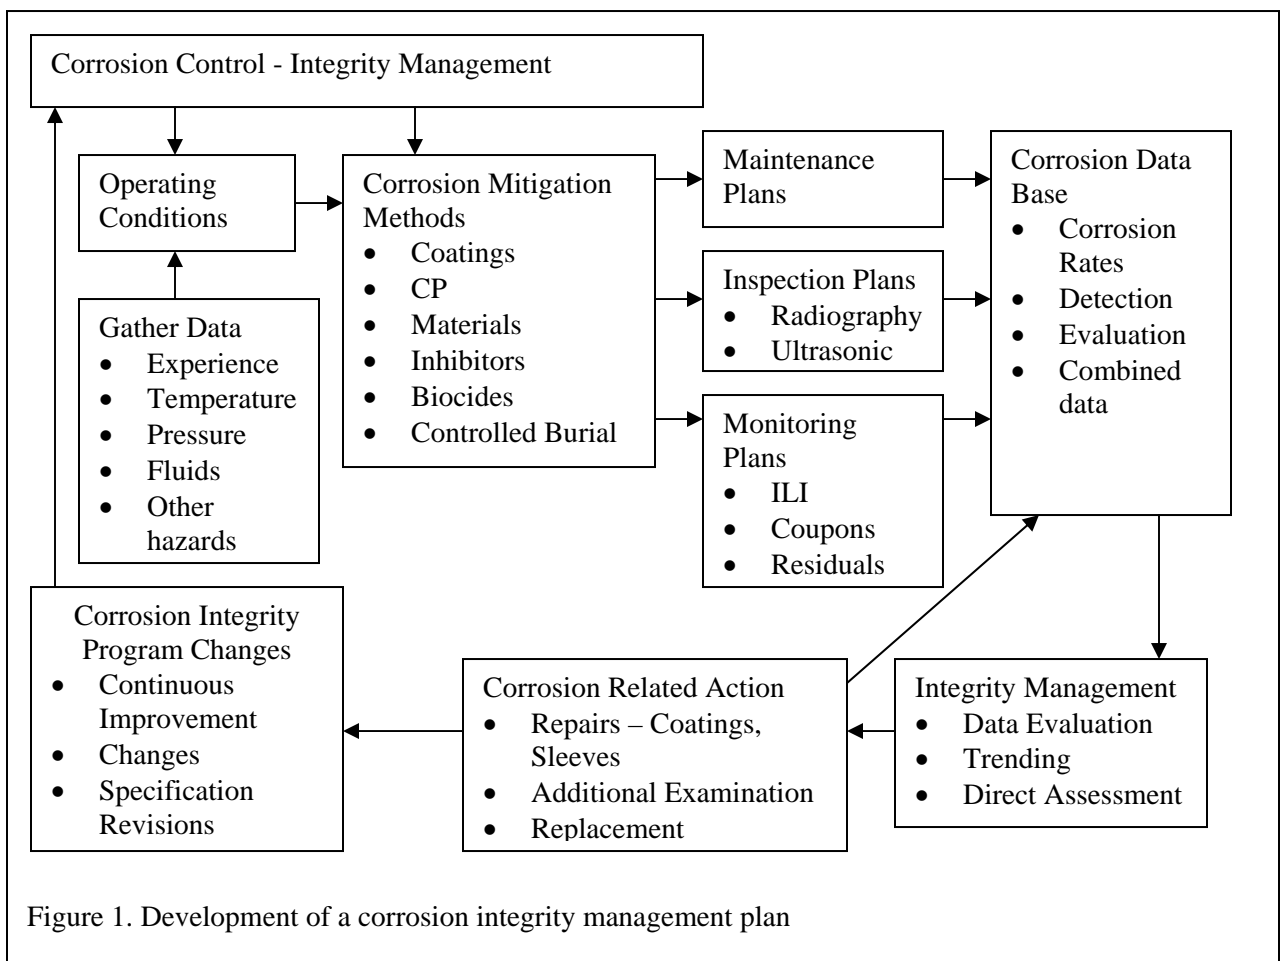 Corrosion Control - Integrity Management
Operating
Conditions
Gather Data
• Experience
• Temperature
• Pressure
• Fluids
• Other
hazards
Corrosion Mitigation
Methods
• Coatings
• CP
• Materials
• Inhibitors
• Biocides
• Controlled Burial
Maintenance
Plans
Inspection Plans
• Radiography
• Ultrasonic
Monitoring
Plans
• ILI
• Coupons
• Residuals
Corrosion Data
Base
• Corrosion
Rates
• Detection
• Evaluation
• Combined
data
Corrosion Integrity
Program Changes
• Continuous
Improvement
• Changes
• Specification
Revisions
Corrosion Related Action
• Repairs – Coatings,
Sleeves
• Additional Examination
• Replacement
Integrity Management
• Data Evaluation
• Trending
• Direct Assessment
Figure 1. Development of a corrosion integrity management plan